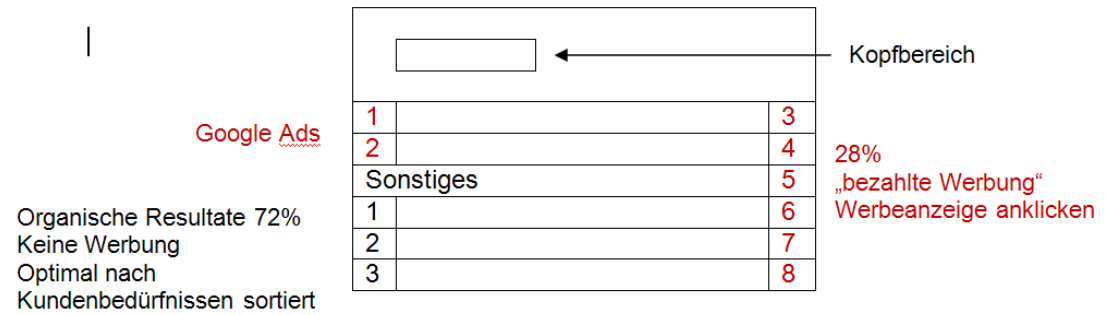 Kopfbereich
Google Ads
1 3
2 4
Sonstiges 5
1 6
2 7
3 8
28%
„bezahlte Werbung“
Werbeanzeige anklicken
Organische Resultate 72%
Keine Werbung
Optimal nach
Kundenbedürfnissen sortiert